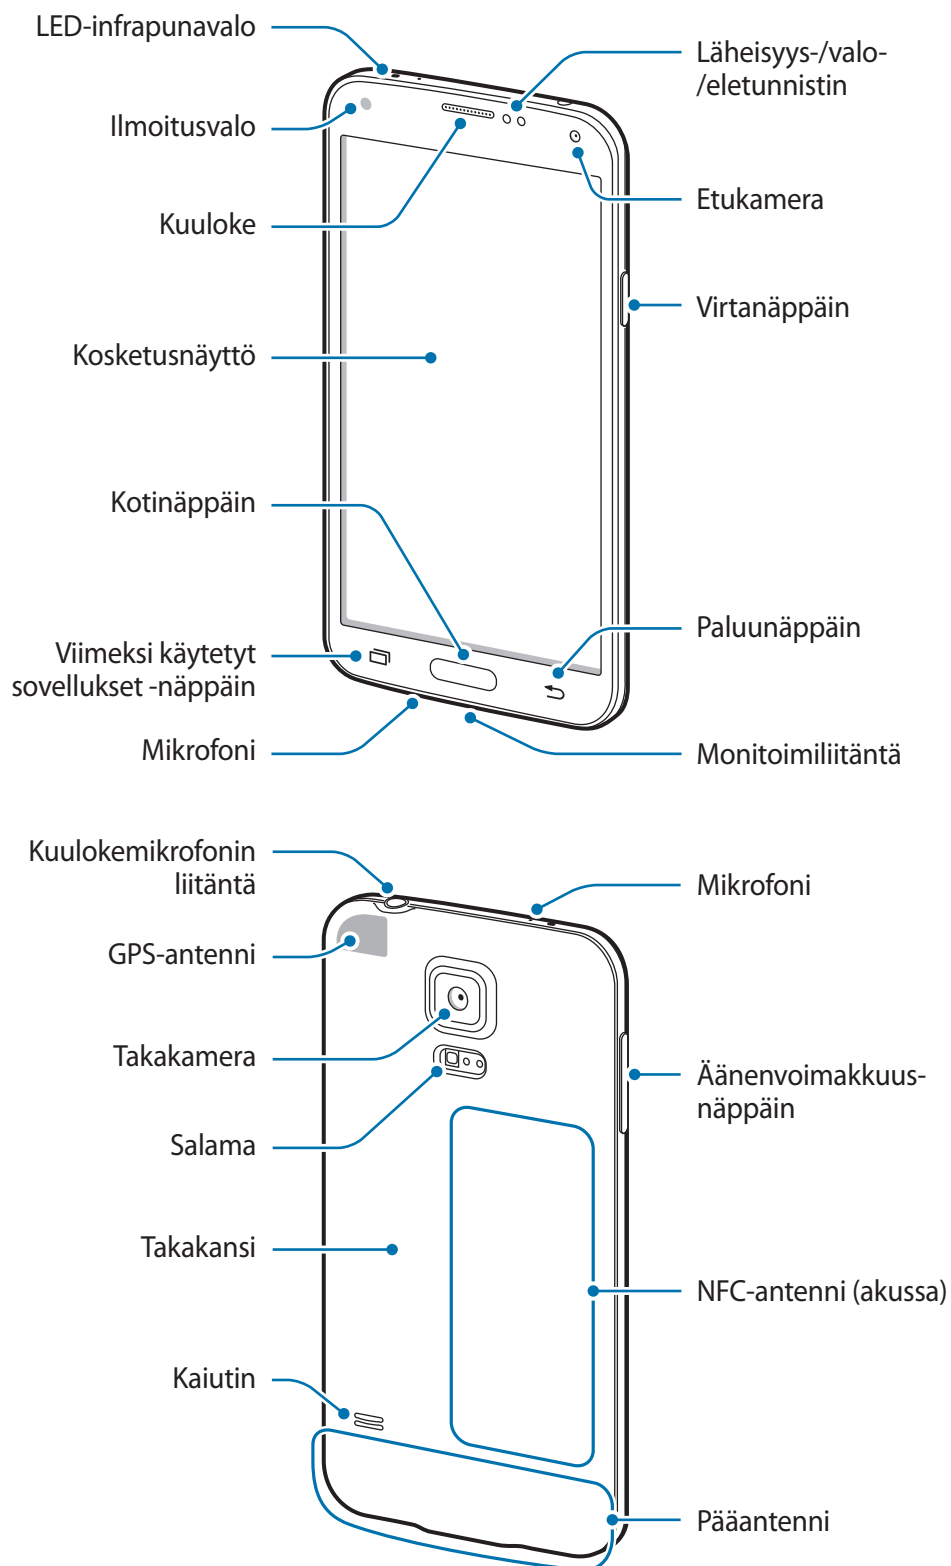 LED-infrapunavalo
Ilmoitusvalo
Kuuloke
Kosketusnäyttö
Kotinäppäin
Viimeksi käytetyt
sovellukset -näppäin
Mikrofoni
Läheisyys-/valo-
/eletunnistin
Etukamera
Virtanäppäin
Paluunäppäin
Monitoimiliitäntä
Kuulokemikrofonin
liitäntä
GPS-antenni
Takakamera
Salama
Takakansi
Kaiutin
Mikrofoni
Äänenvoimakkuus-
näppäin
NFC-antenni (akussa)
Pääantenni